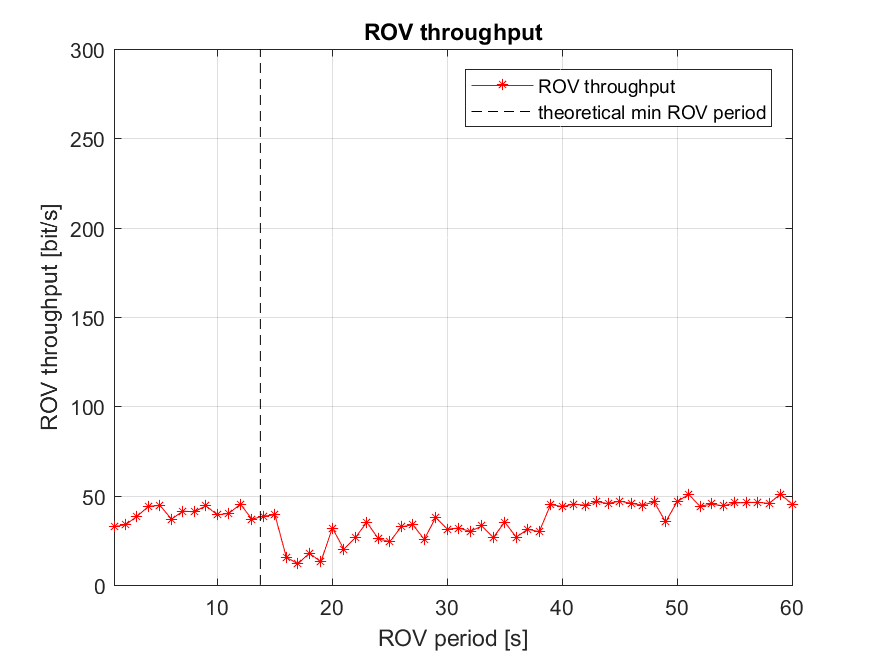 ROV throughput
300
250
200
150
100
50
0
ROV throughput [bit/s]
ROV throughput
theoretical min ROV period
10
20
30
40
50
60
ROV period [s]